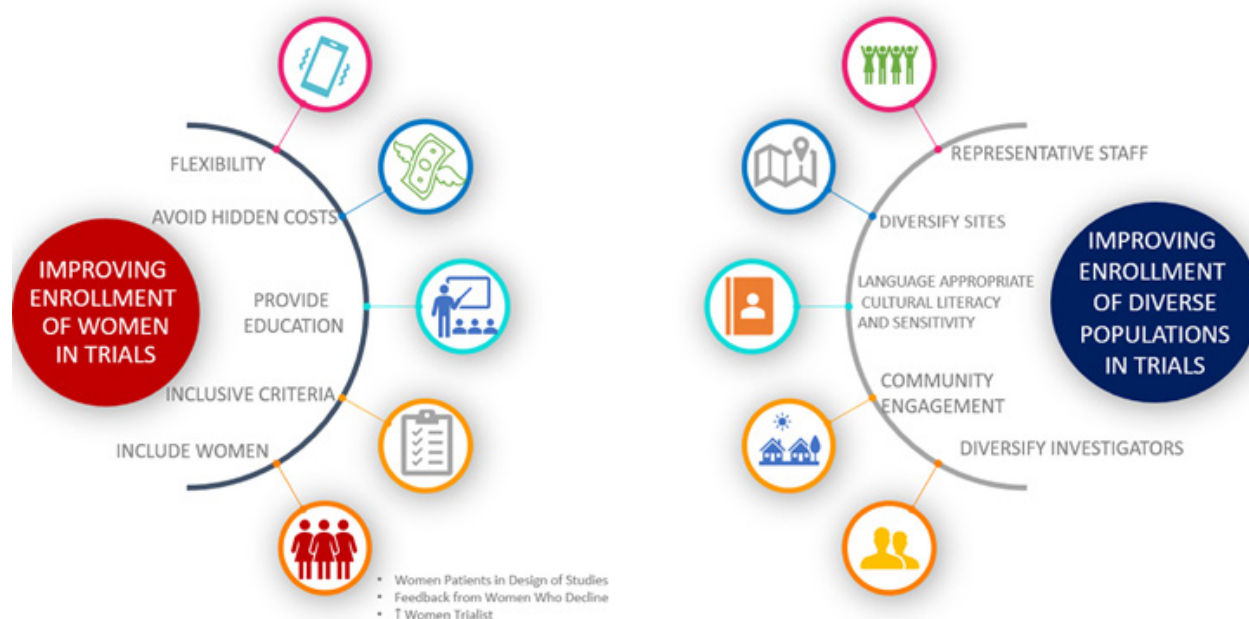 FLEXIBILITY
AVOID HIDDEN COSTS
IMPROVING
ENROLLMENT
OF WOMEN
IN TRIALS
PROVIDE
EDUCATION
INCLUSIVE CRITERIA
INCLUDE WOMEN
• Women Patients in Design of Studies
• Feedback from Women Who Decline
• ↑ Women Trialist
REPRESENTATIVE STAFF
DIVERSIFY SITES
LANGUAGE APPROPRIATE
CULTURAL LITERACY
AND SENSITIVITY
COMMUNITY
ENGAGEMENT
DIVERSIFY INVESTIGATORS
IMPROVING
ENROLLMENT
OF DIVERSE
POPULATIONS
IN TRIALS